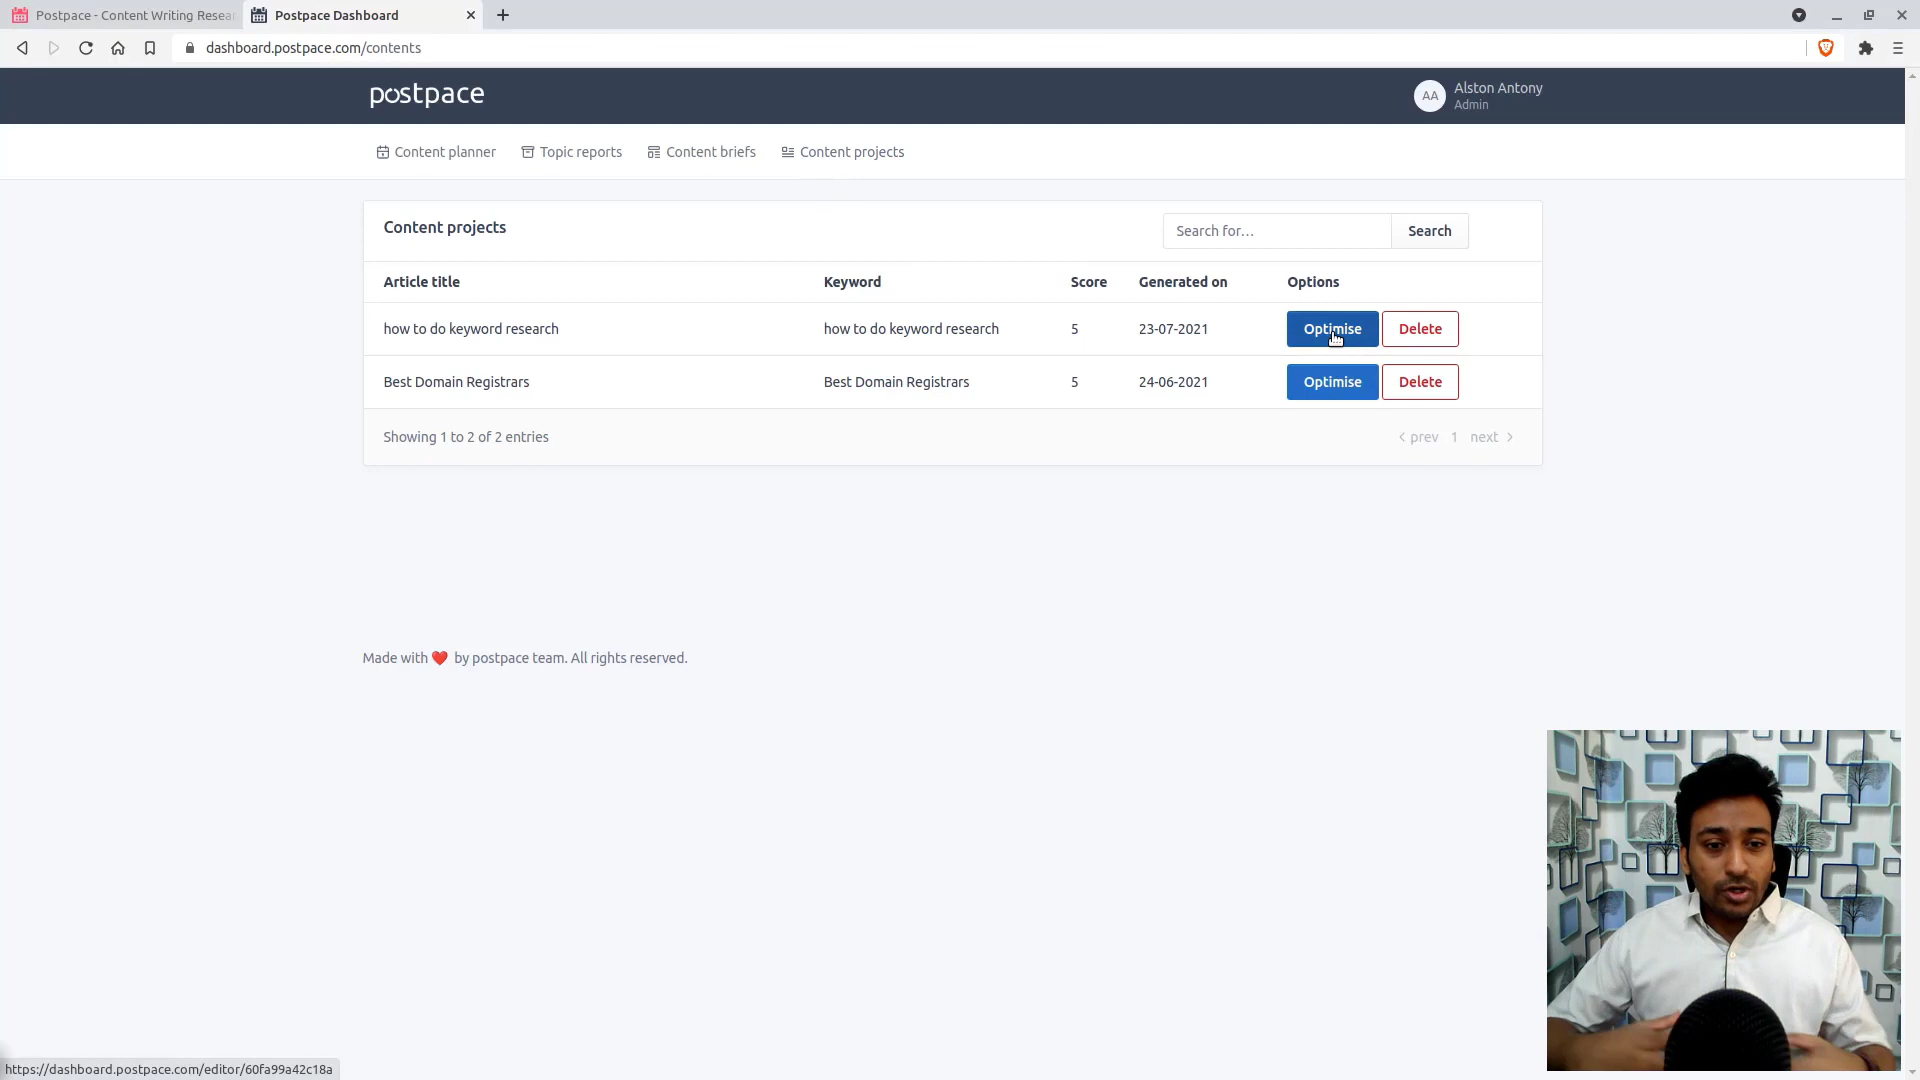 Postpace - Content Writing Resea
Postpace Dashboard
dashboard.postpace.com/contents
postpace
AA
Alston Antony
Admin
Content planner
Topic reports
Content briefs
Content projects
Content projects
Search for...
Search
Article title
Keyword
Score
Generated on
Options
how to do keyword research
how to do keyword research
5
23-07-2021
Optimise
Delete
Best Domain Registrars
Best Domain Registrars
5
24-06-2021
Optimise
Delete
Showing 1 to 2 of 2 entries
prev 1 next
Made with ❤️ by postpace team. All rights reserved.
https://dashboard.postpace.com/editor/60fa99a42c18a